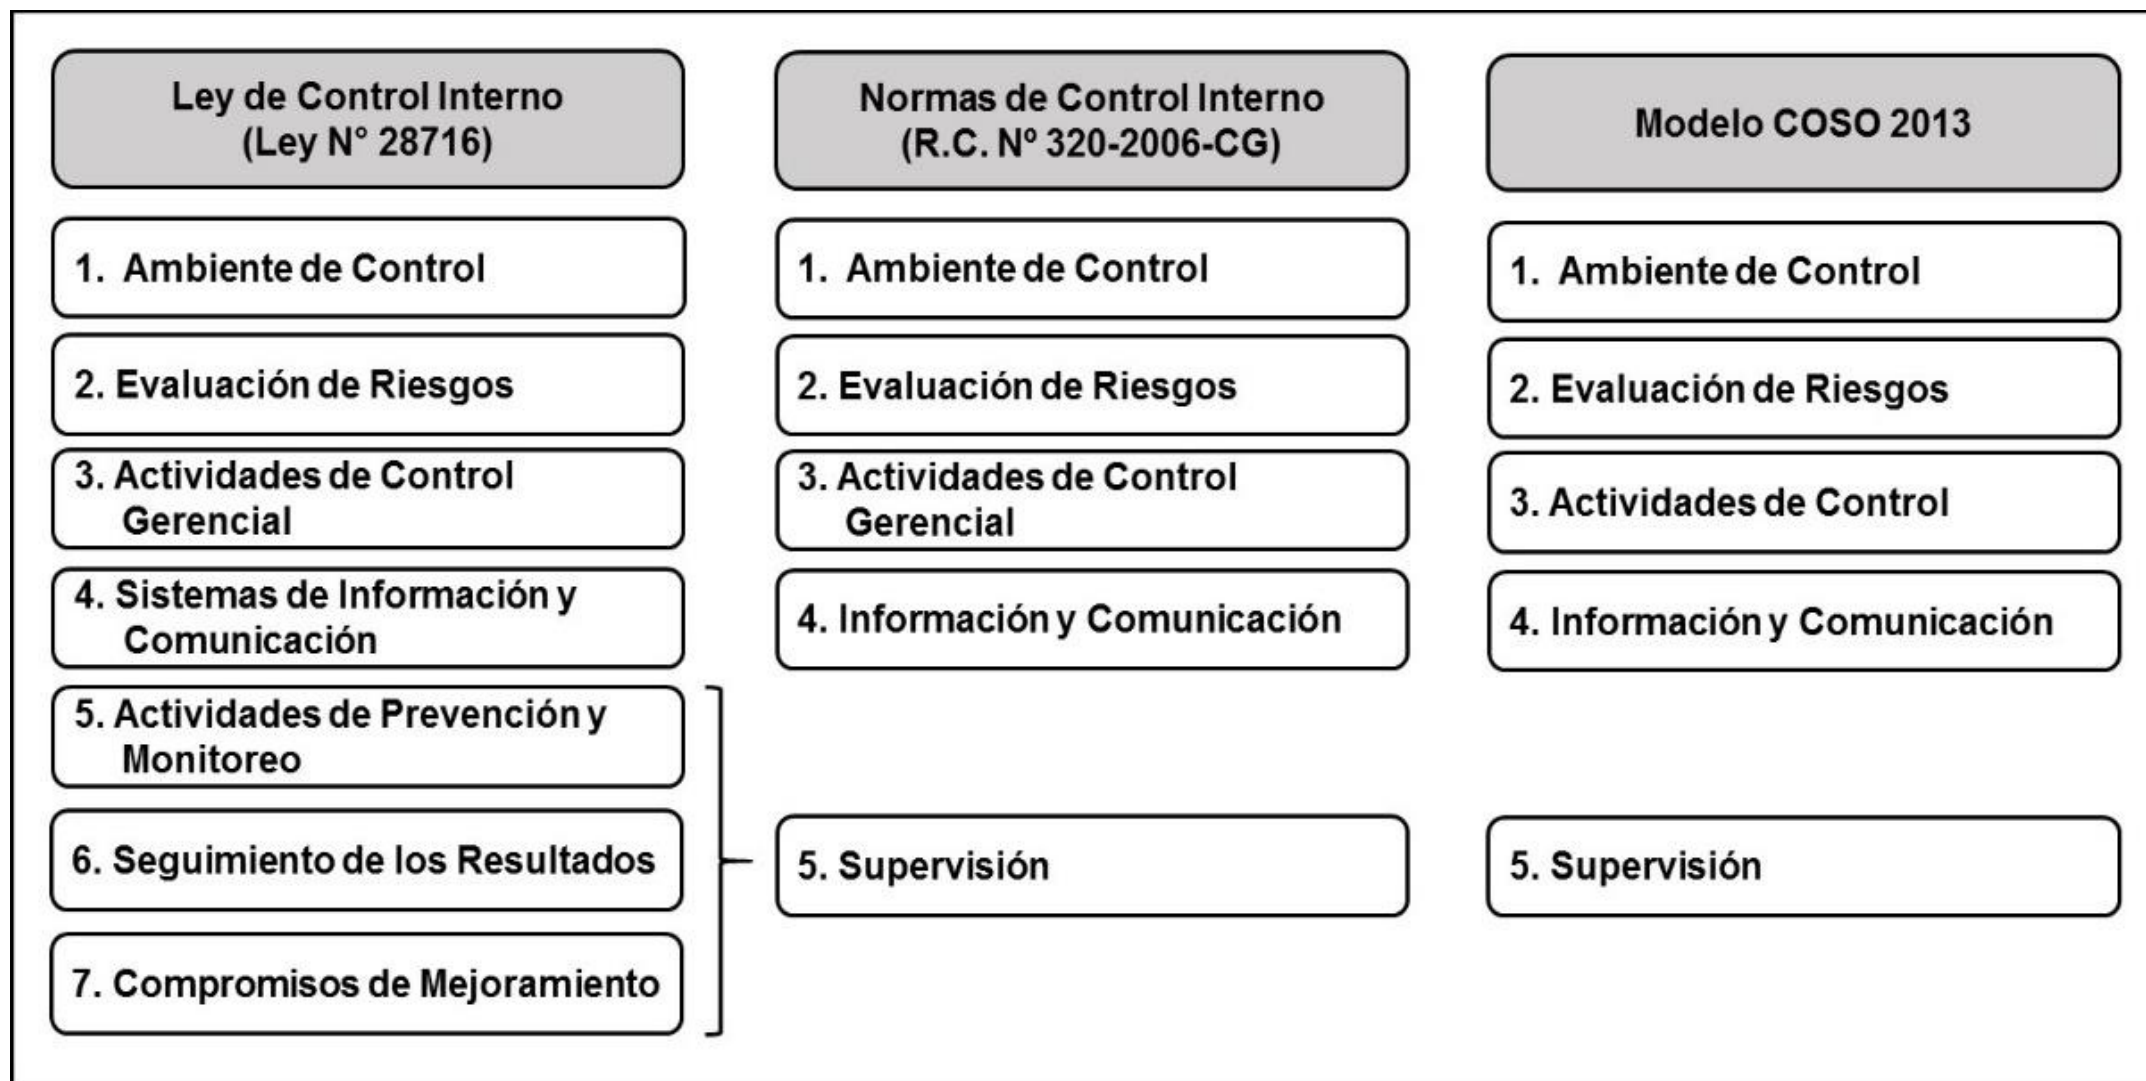 Ley de Control Interno
(Ley N° 28716)
1. Ambiente de Control
2. Evaluación de Riesgos
3. Actividades de Control
Gerencial
4. Sistemas de Información y
Comunicación
5. Actividades de Prevención y
Monitoreo
6. Seguimiento de los Resultados
7. Compromisos de Mejoramiento
Normas de Control Interno
(R.C. Nº 320-2006-CG)
1. Ambiente de Control
2. Evaluación de Riesgos
3. Actividades de Control
Gerencial
4. Información y Comunicación
5. Supervisión
Modelo COSO 2013
1. Ambiente de Control
2. Evaluación de Riesgos
3. Actividades de Control
4. Información y Comunicación
5. Supervisión